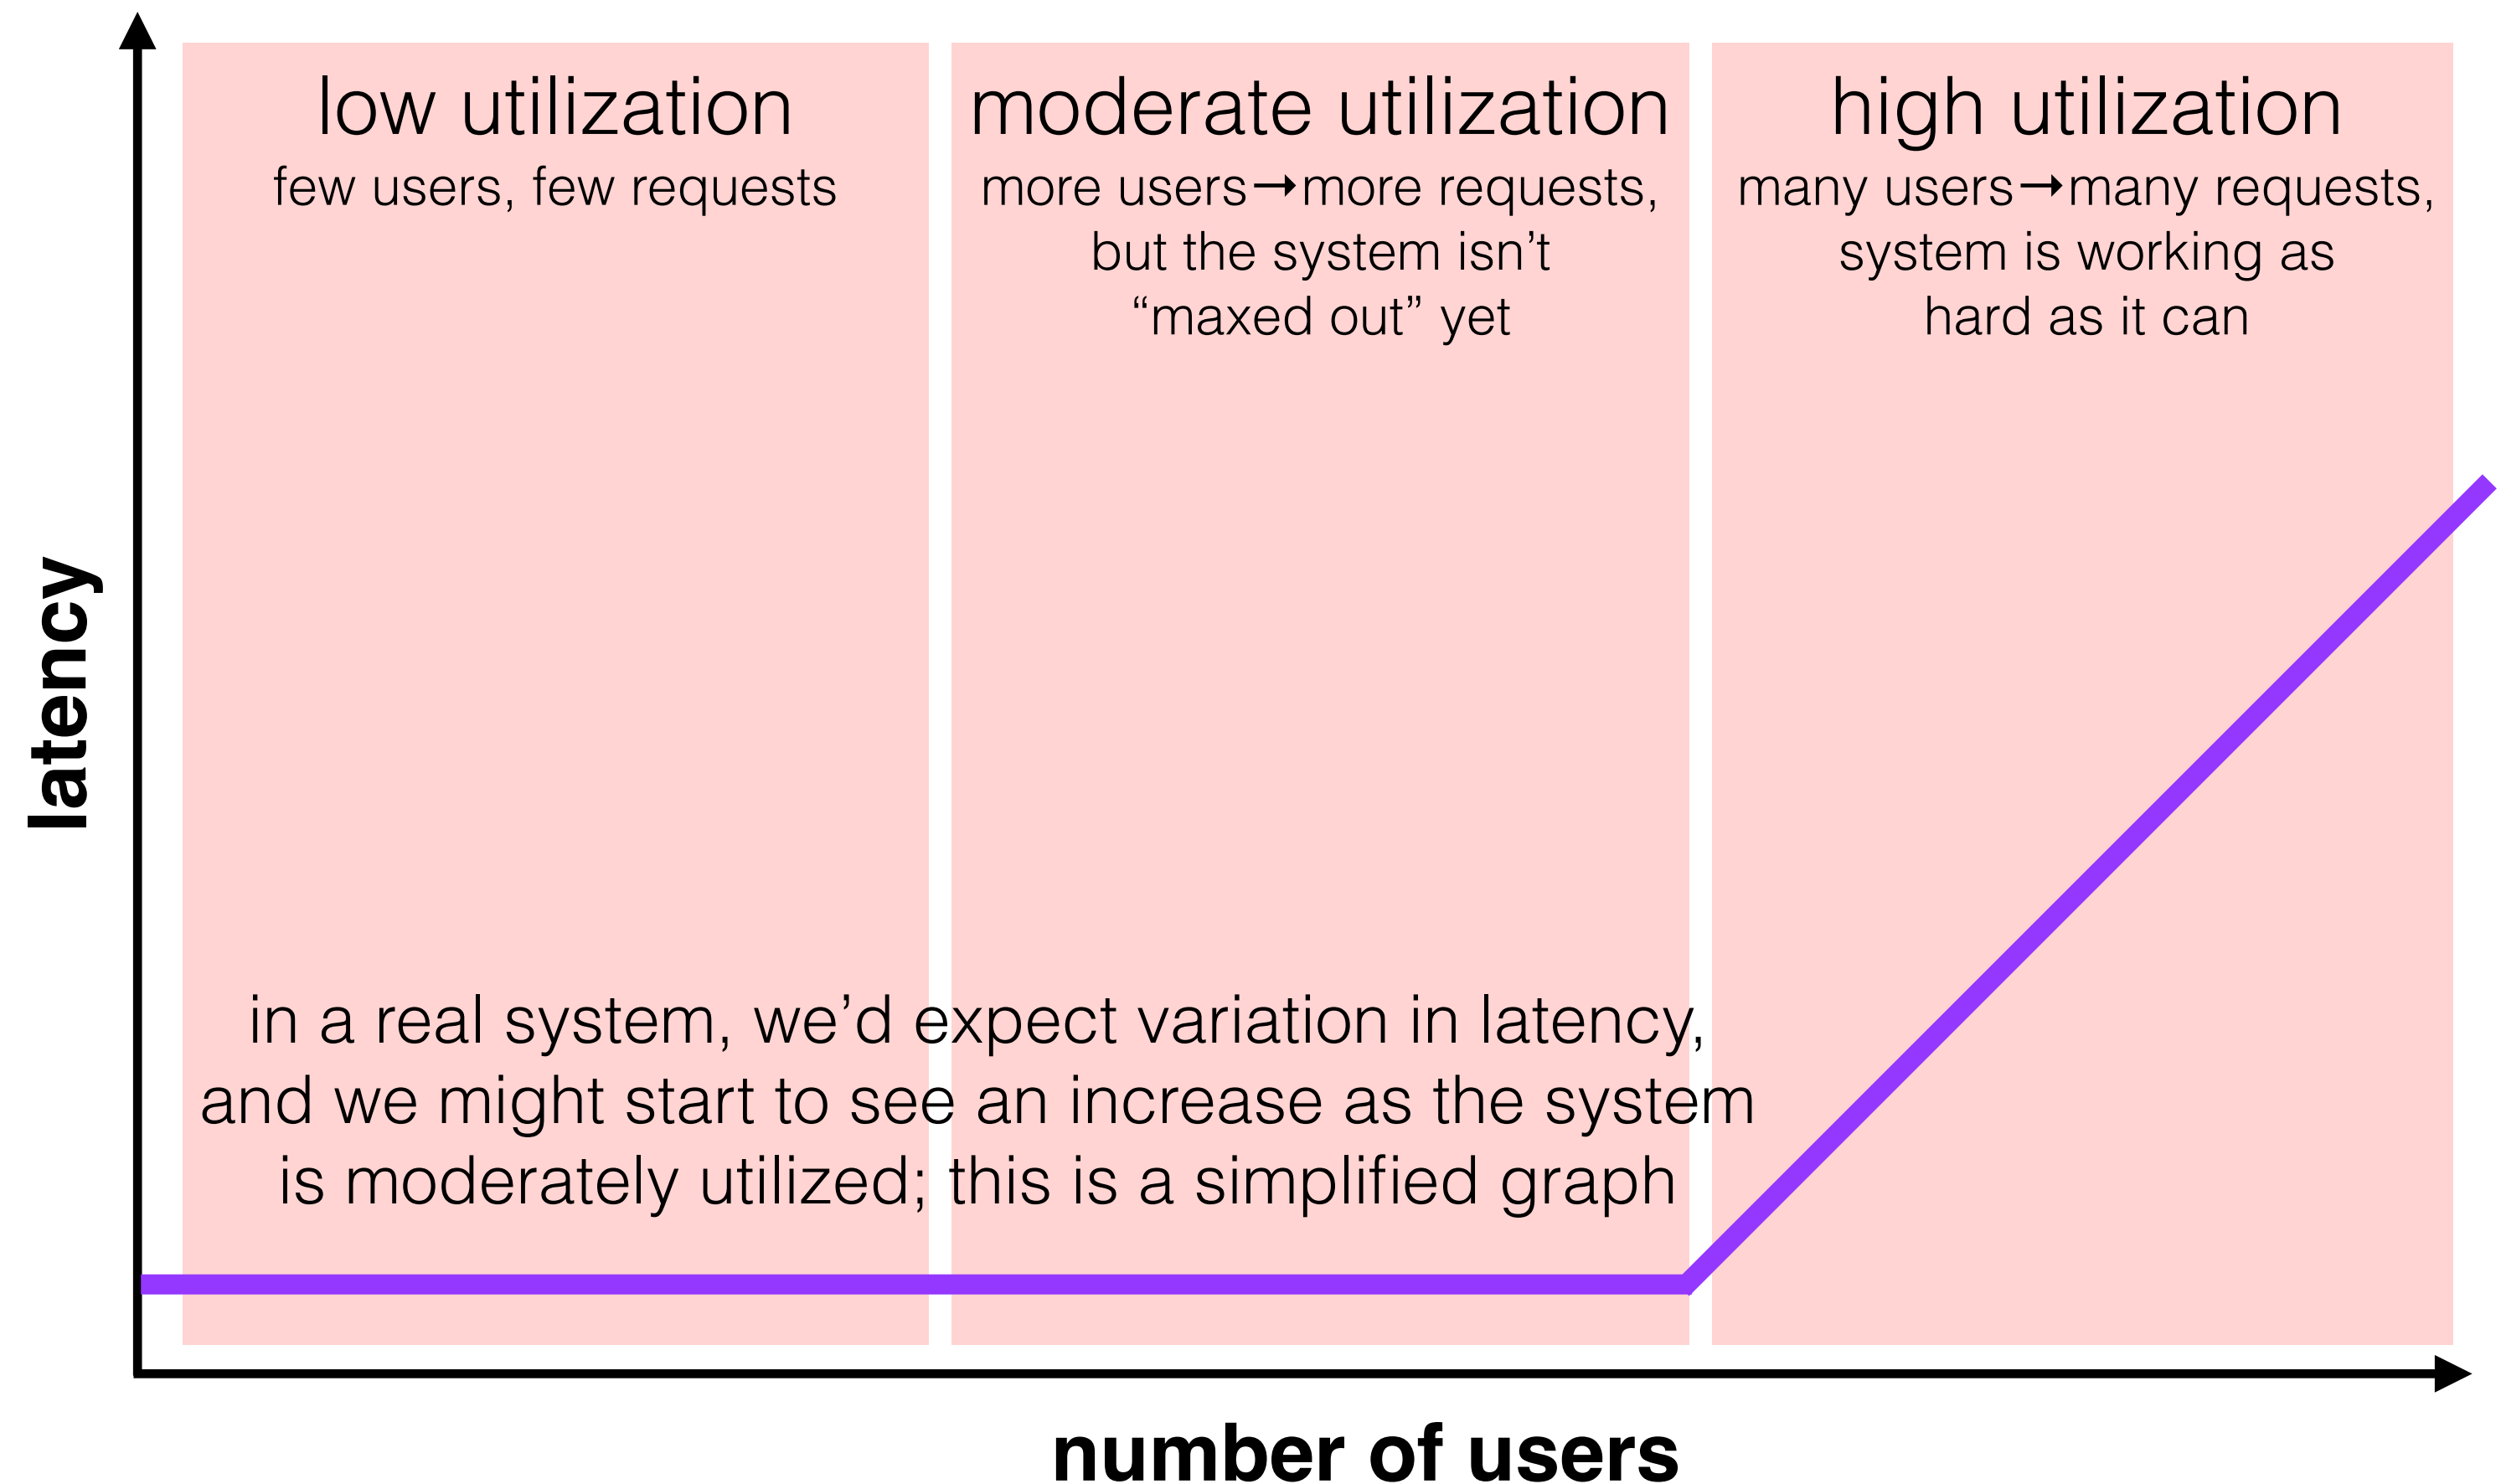 low utilization
few users, few requests
moderate utilization
more users→more requests,
but the system isn’t
“maxed out” yet
high utilization
many users→many requests,
system is working as
hard as it can
latency
in a real system, we’d expect variation in latency,
and we might start to see an increase as the system
is moderately utilized; this is a simplified graph
number of users